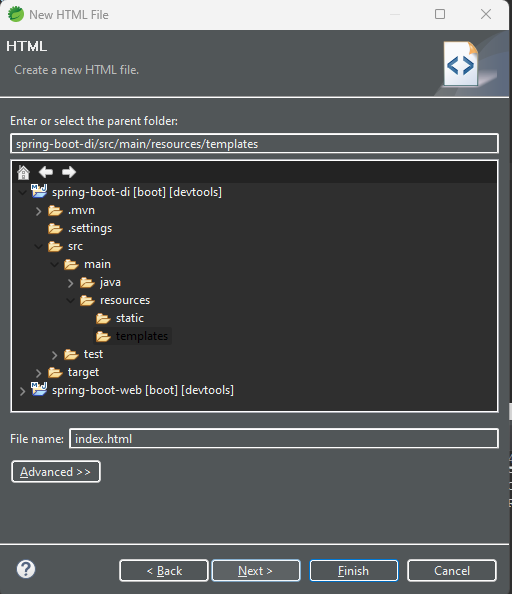 New HTML File
HTML
Create a new HTML file.
Enter or select the parent folder:
spring-boot-di/src/main/resources/templates
spring-boot-di [boot] [devtools]
.mvn
.settings
src
main
java
resources
static
templates
test
target
spring-boot-web [boot] [devtools]
File name: index.html
Advanced >>
? < Back Next > Finish Cancel